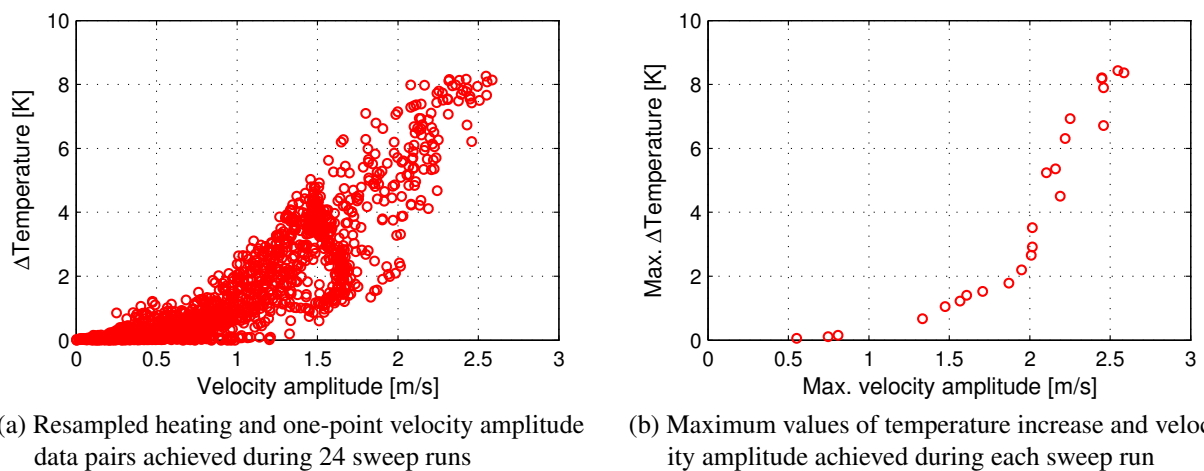 10
8
6
4
2
0
ΔTemperature [K]
0 0.5 1 1.5 2 2.5 3
Velocity amplitude [m/s]
(a) Resampled heating and one-point velocity amplitude
data pairs achieved during 24 sweep runs
10
8
6
4
2
0
Max. ΔTemperature [K]
0 0.5 1 1.5 2 2.5 3
Max. velocity amplitude [m/s]
(b) Maximum values of temperature increase and veloc
ity amplitude achieved during each sweep run